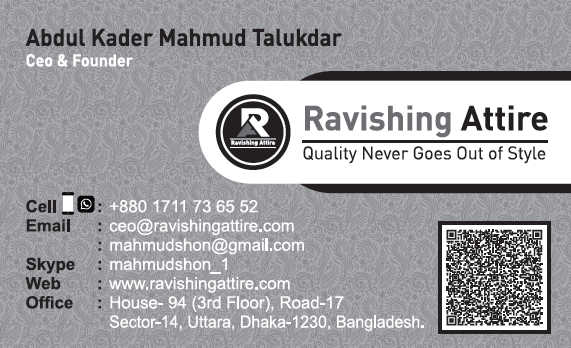 Abdul Kader Mahmud Talukdar
Ceo & Founder
R
Ravishing Attire
Ravishing Attire
Quality Never Goes Out of Style
Cell : +880 1711 73 65 52
Email : ceo@ravishingattire.com
: mahmudshon@gmail.com
Skype : mahmudshon_1
Web : www.ravishingattire.com
Office : House- 94 (3rd Floor), Road-17
Sector-14, Uttara, Dhaka-1230, Bangladesh.